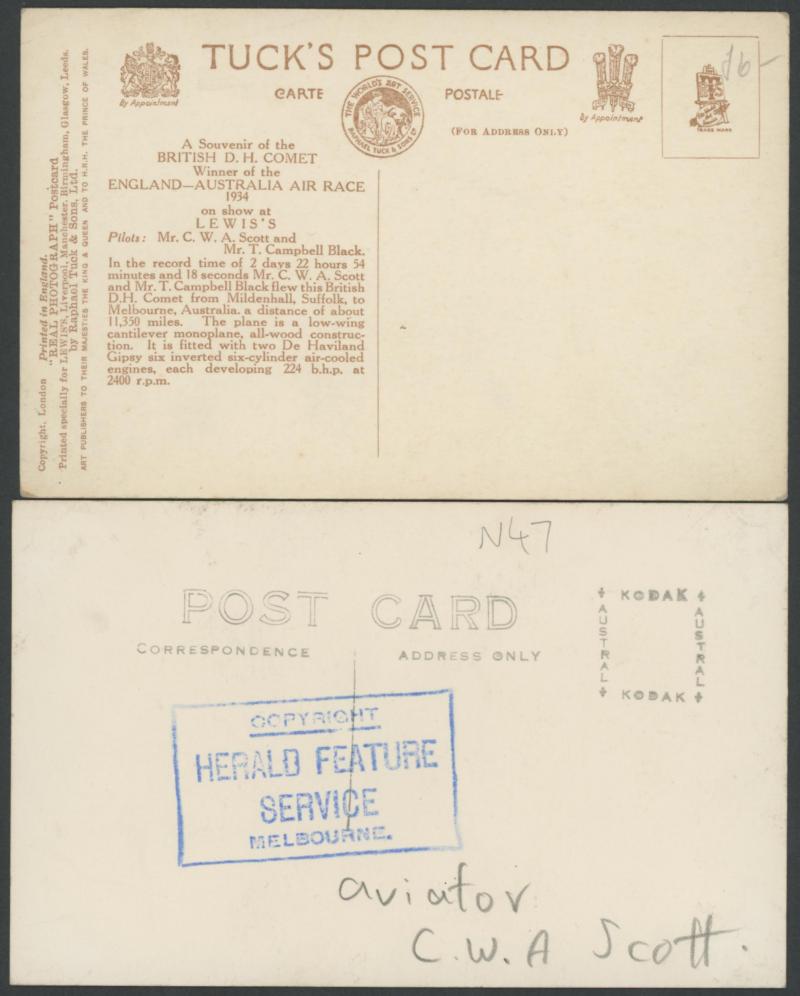 TUCK'S POST CARD
CARTE POSTALE
(FOR ADDRESS ONLY)
By Appointment
THE WORLD'S ART SERVICE
RAPHAEL TUCK & SONS LTD
By Appointment
TRADE MARK
A Souvenir of the
BRITISH D. H. COMET
Winner of the
ENGLAND—AUSTRALIA AIR RACE
1934
on show at
LEWIS'S
Pilots: Mr. C. W. A. Scott and
Mr. T. Campbell Black.
In the record time of 2 days 22 hours 54
minutes and 18 seconds Mr. C. W. A. Scott
and Mr. T. Campbell Black flew this British
D.H. Comet from Mildenhall, Suffolk, to
Melbourne, Australia. a distance of about
11,350 miles. The plane is a low-wing
cantilever monoplane, all-wood construc-
tion. It is fitted with two De Haviland
Gipsy six inverted six-cylinder air-cooled
engines, each developing 224 b.h.p. at
2400 r.p.m.
Copyright, London Printed in England.
"REAL PHOTOGRAPH" Postcard
Printed specially for LEWIS'S, Liverpool, Manchester, Birmingham, Glasgow, Leeds.
by Raphael Tuck & Sons, Ltd.
ART PUBLISHERS TO THEIR MAJESTIES THE KING & QUEEN AND TO H.R.H. THE PRINCE OF WALES.
N47
POST CARD
CORRESPONDENCE
ADDRESS ONLY
KODAK
AUSTRAL
AUSTRAL
KODAK
COPYRIGHT
HERALD FEATURE
SERVICE
MELBOURNE.
aviator
C.W.A Scott.